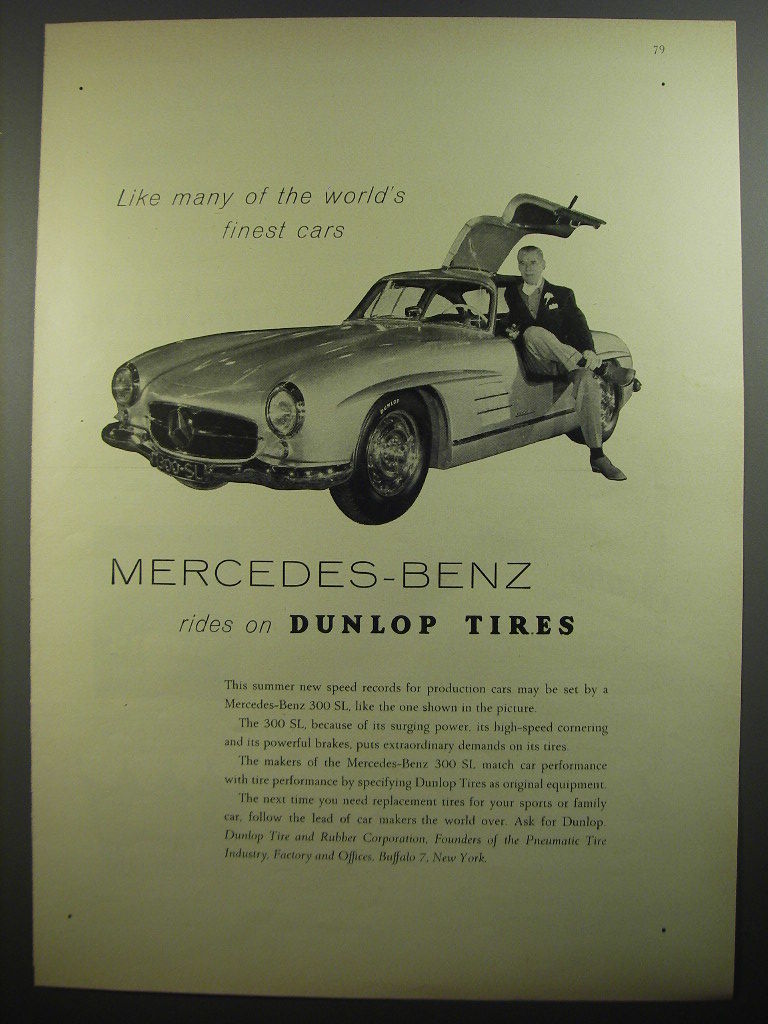 79
Like many of the world's
finest cars
DUNLOP
300-SL
MERCEDES-BENZ
rides on DUNLOP TIRES
This summer new speed records for production cars may be set by a
Mercedes-Benz 300 SL, like the one shown in the picture.
The 300 SL, because of its surging power, its high-speed cornering
and its powerful brakes, puts extraordinary demands on its tires.
The makers of the Mercedes-Benz 300 SL match car performance
with tire performance by specifying Dunlop Tires as original equipment.
The next time you need replacement tires for your sports or family
car, follow the lead of car makers the world over. Ask for Dunlop.
Dunlop Tire and Rubber Corporation, Founders of the Pneumatic Tire
Industry, Factory and Offices, Buffalo 7, New York.